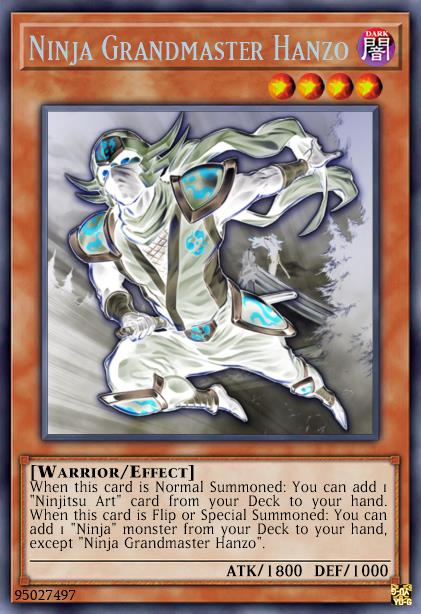 Ninja Grandmaster Hanzo
DARK
闇
[Warrior/Effect]
When this card is Normal Summoned: You can add 1
"Ninjitsu Art" card from your Deck to your hand.
When this card is Flip or Special Summoned: You can
add 1 "Ninja" monster from your Deck to your hand,
except "Ninja Grandmaster Hanzo".
ATK/1800 DEF/1000
95027497